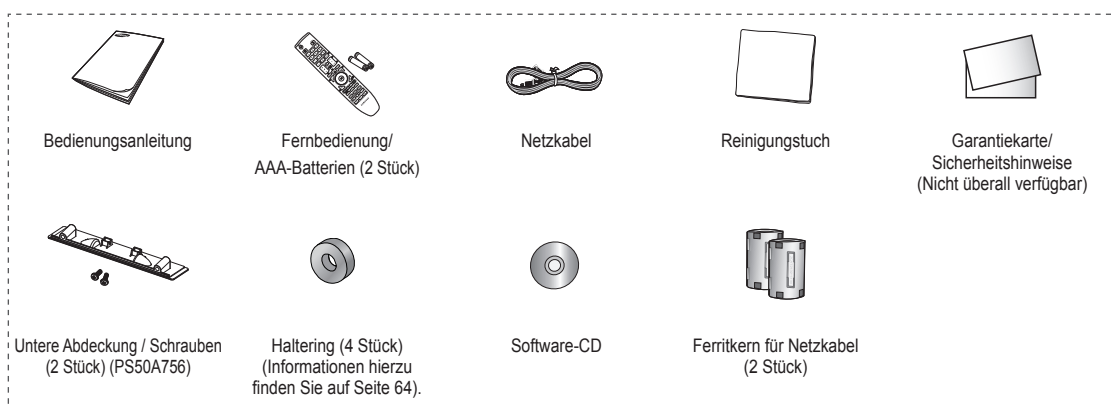 Bedienungsanleitung
Fernbedienung/
AAA-Batterien (2 Stück)
Netzkabel
Reinigungstuch
Garantiekarte/
Sicherheitshinweise
(Nicht überall verfügbar)
Untere Abdeckung / Schrauben
(2 Stück) (PS50A756)
Haltering (4 Stück)
(Informationen hierzu
finden Sie auf Seite 64).
Software-CD
Ferritkern für Netzkabel
(2 Stück)